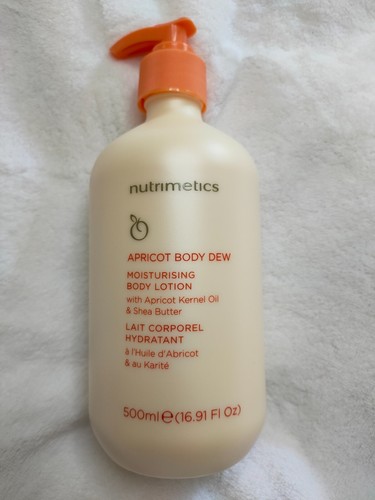 nutrimetics
APRICOT BODY DEW
MOISTURISING
BODY LOTION
with Apricot Kernel Oil
& Shea Butter
LAIT CORPOREL
HYDRATANT
à l'Huile d'Abricot
& au Karité
500ml℮(16.91 Fl Oz)